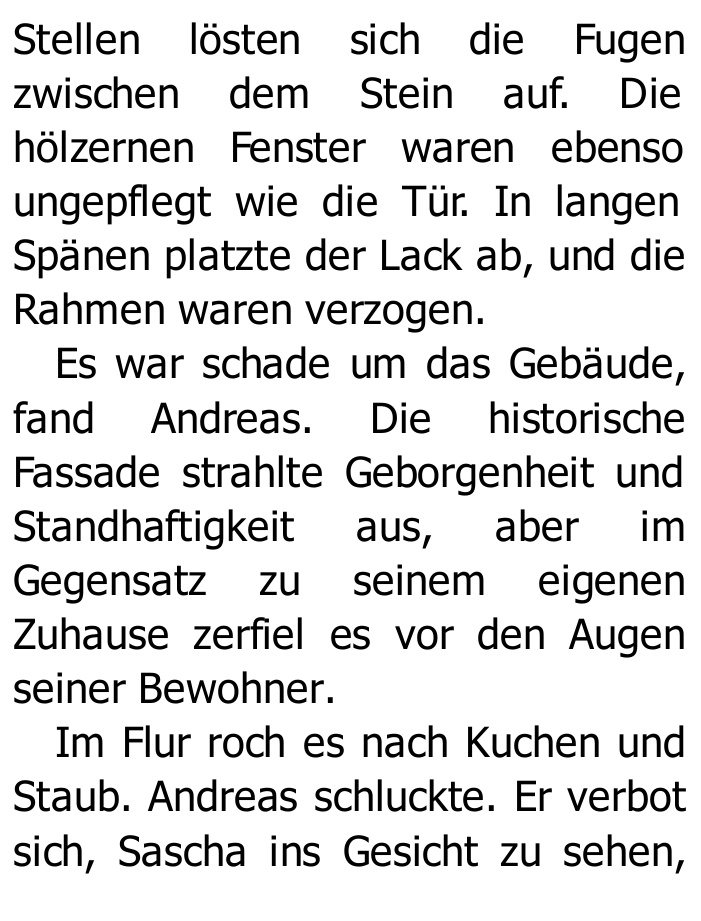 Stellen lösten sich die Fugen
zwischen dem Stein auf. Die
hölzernen Fenster waren ebenso
ungepflegt wie die Tür. In langen
Spänen platzte der Lack ab, und die
Rahmen waren verzogen.
Es war schade um das Gebäude,
fand Andreas. Die historische
Fassade strahlte Geborgenheit und
Standhaftigkeit aus, aber im
Gegensatz zu seinem eigenen
Zuhause zerfiel es vor den Augen
seiner Bewohner.
Im Flur roch es nach Kuchen und
Staub. Andreas schluckte. Er verbot
sich, Sascha ins Gesicht zu sehen,